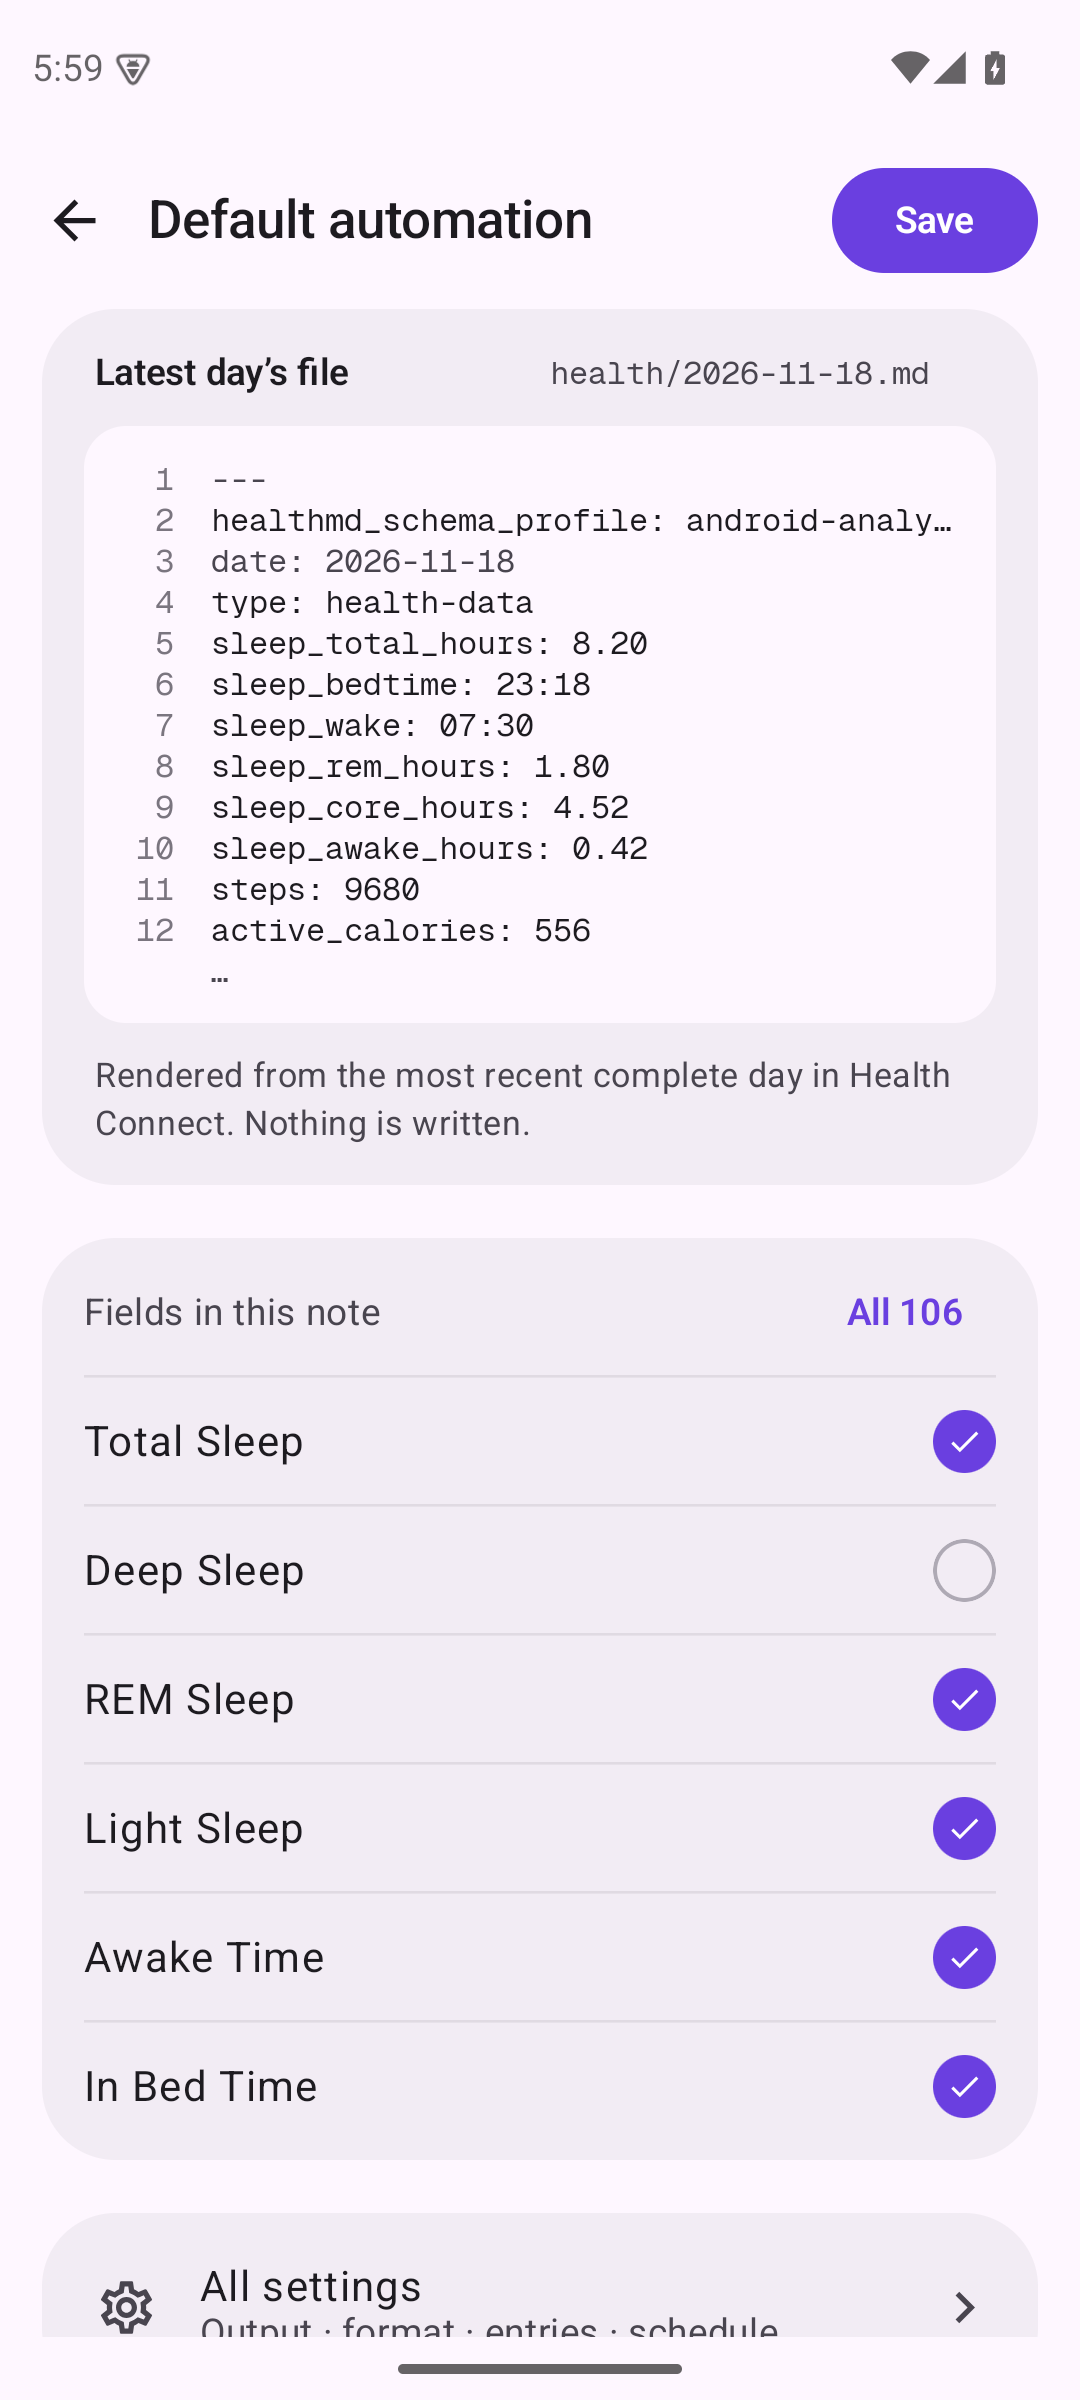 5:59
Default automation
Save
Latest day’s file
health/2026-11-18.md
1 ---
2 healthmd_schema_profile: android-analy…
3 date: 2026-11-18
4 type: health-data
5 sleep_total_hours: 8.20
6 sleep_bedtime: 23:18
7 sleep_wake: 07:30
8 sleep_rem_hours: 1.80
9 sleep_core_hours: 4.52
10 sleep_awake_hours: 0.42
11 steps: 9680
12 active_calories: 556
…
Rendered from the most recent complete day in Health
Connect. Nothing is written.
Fields in this note
All 106
Total Sleep
Deep Sleep
REM Sleep
Light Sleep
Awake Time
In Bed Time
All settings
Output · format · entries · schedule